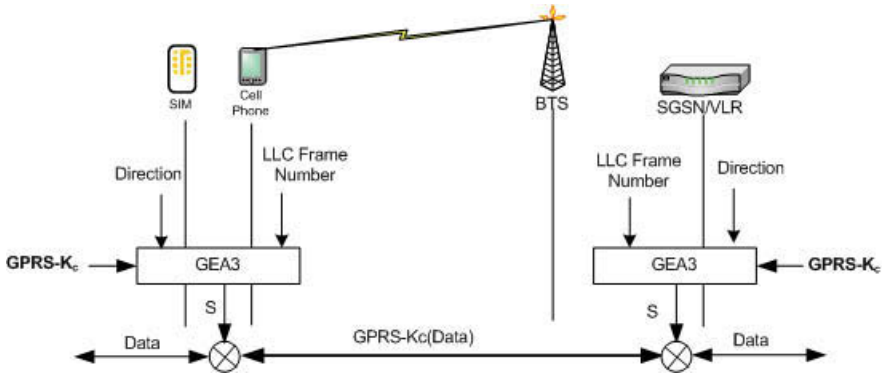 SIM
Cell
Phone
BTS
SGSN/VLR
Direction
LLC Frame
Number
LLC Frame
Number
Direction
GPRS-Kc
GEA3
GEA3
GPRS-Kc
S
S
Data
GPRS-Kc(Data)
Data